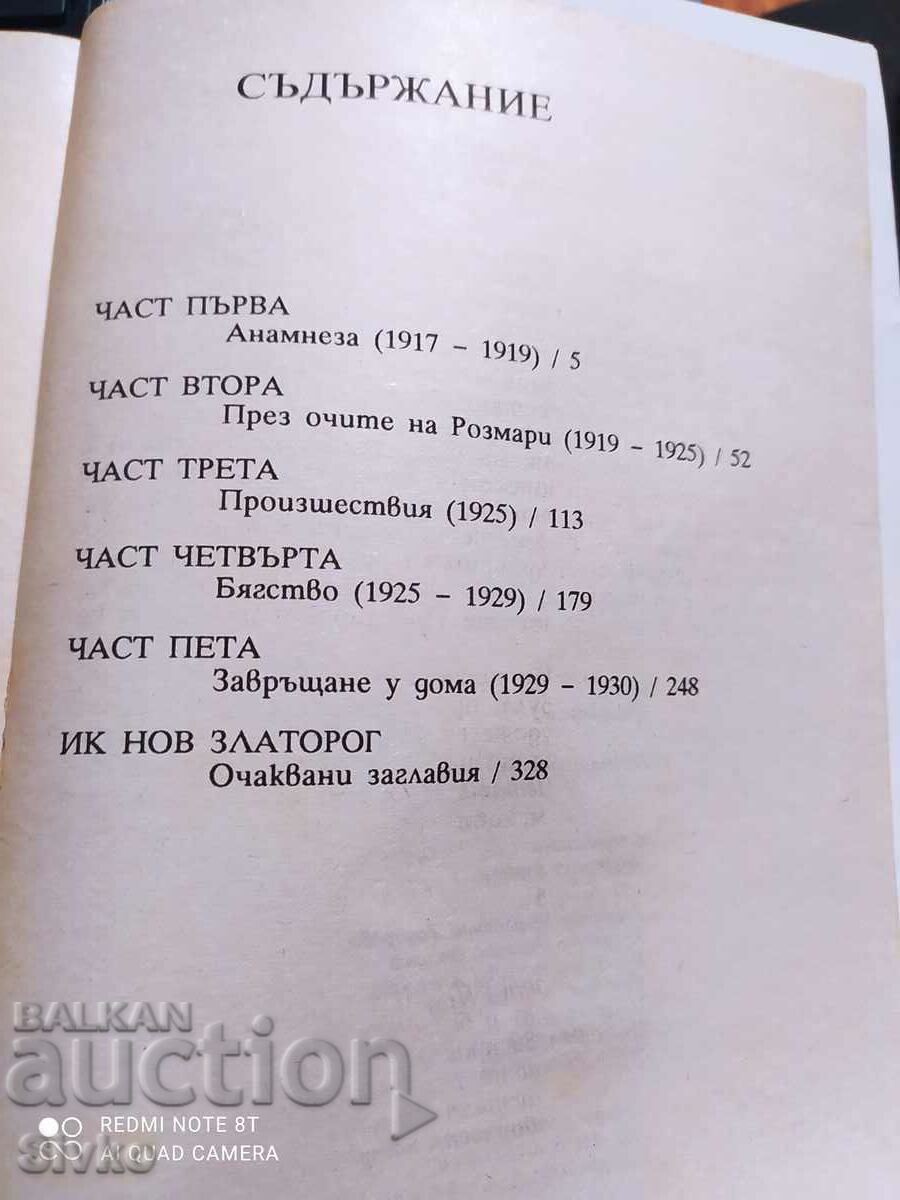 СЪДЪРЖАНИЕ
ЧАСТ ПЪРВА
Анамнеза (1917 – 1919) / 5
ЧАСТ ВТОРА
През очите на Розмари (1919 – 1925) / 52
ЧАСТ ТРЕТА
Произшествия (1925) / 113
ЧАСТ ЧЕТВЪРТА
Бягство (1925 – 1929) / 179
ЧАСТ ПЕТА
Завръщане у дома (1929 – 1930) / 248
ИК НОВ ЗЛАТОРОГ
Очаквани заглавия / 328
BALKAN
auction
REDMI NOTE 8T
AI QUAD CAMERA
Sivko